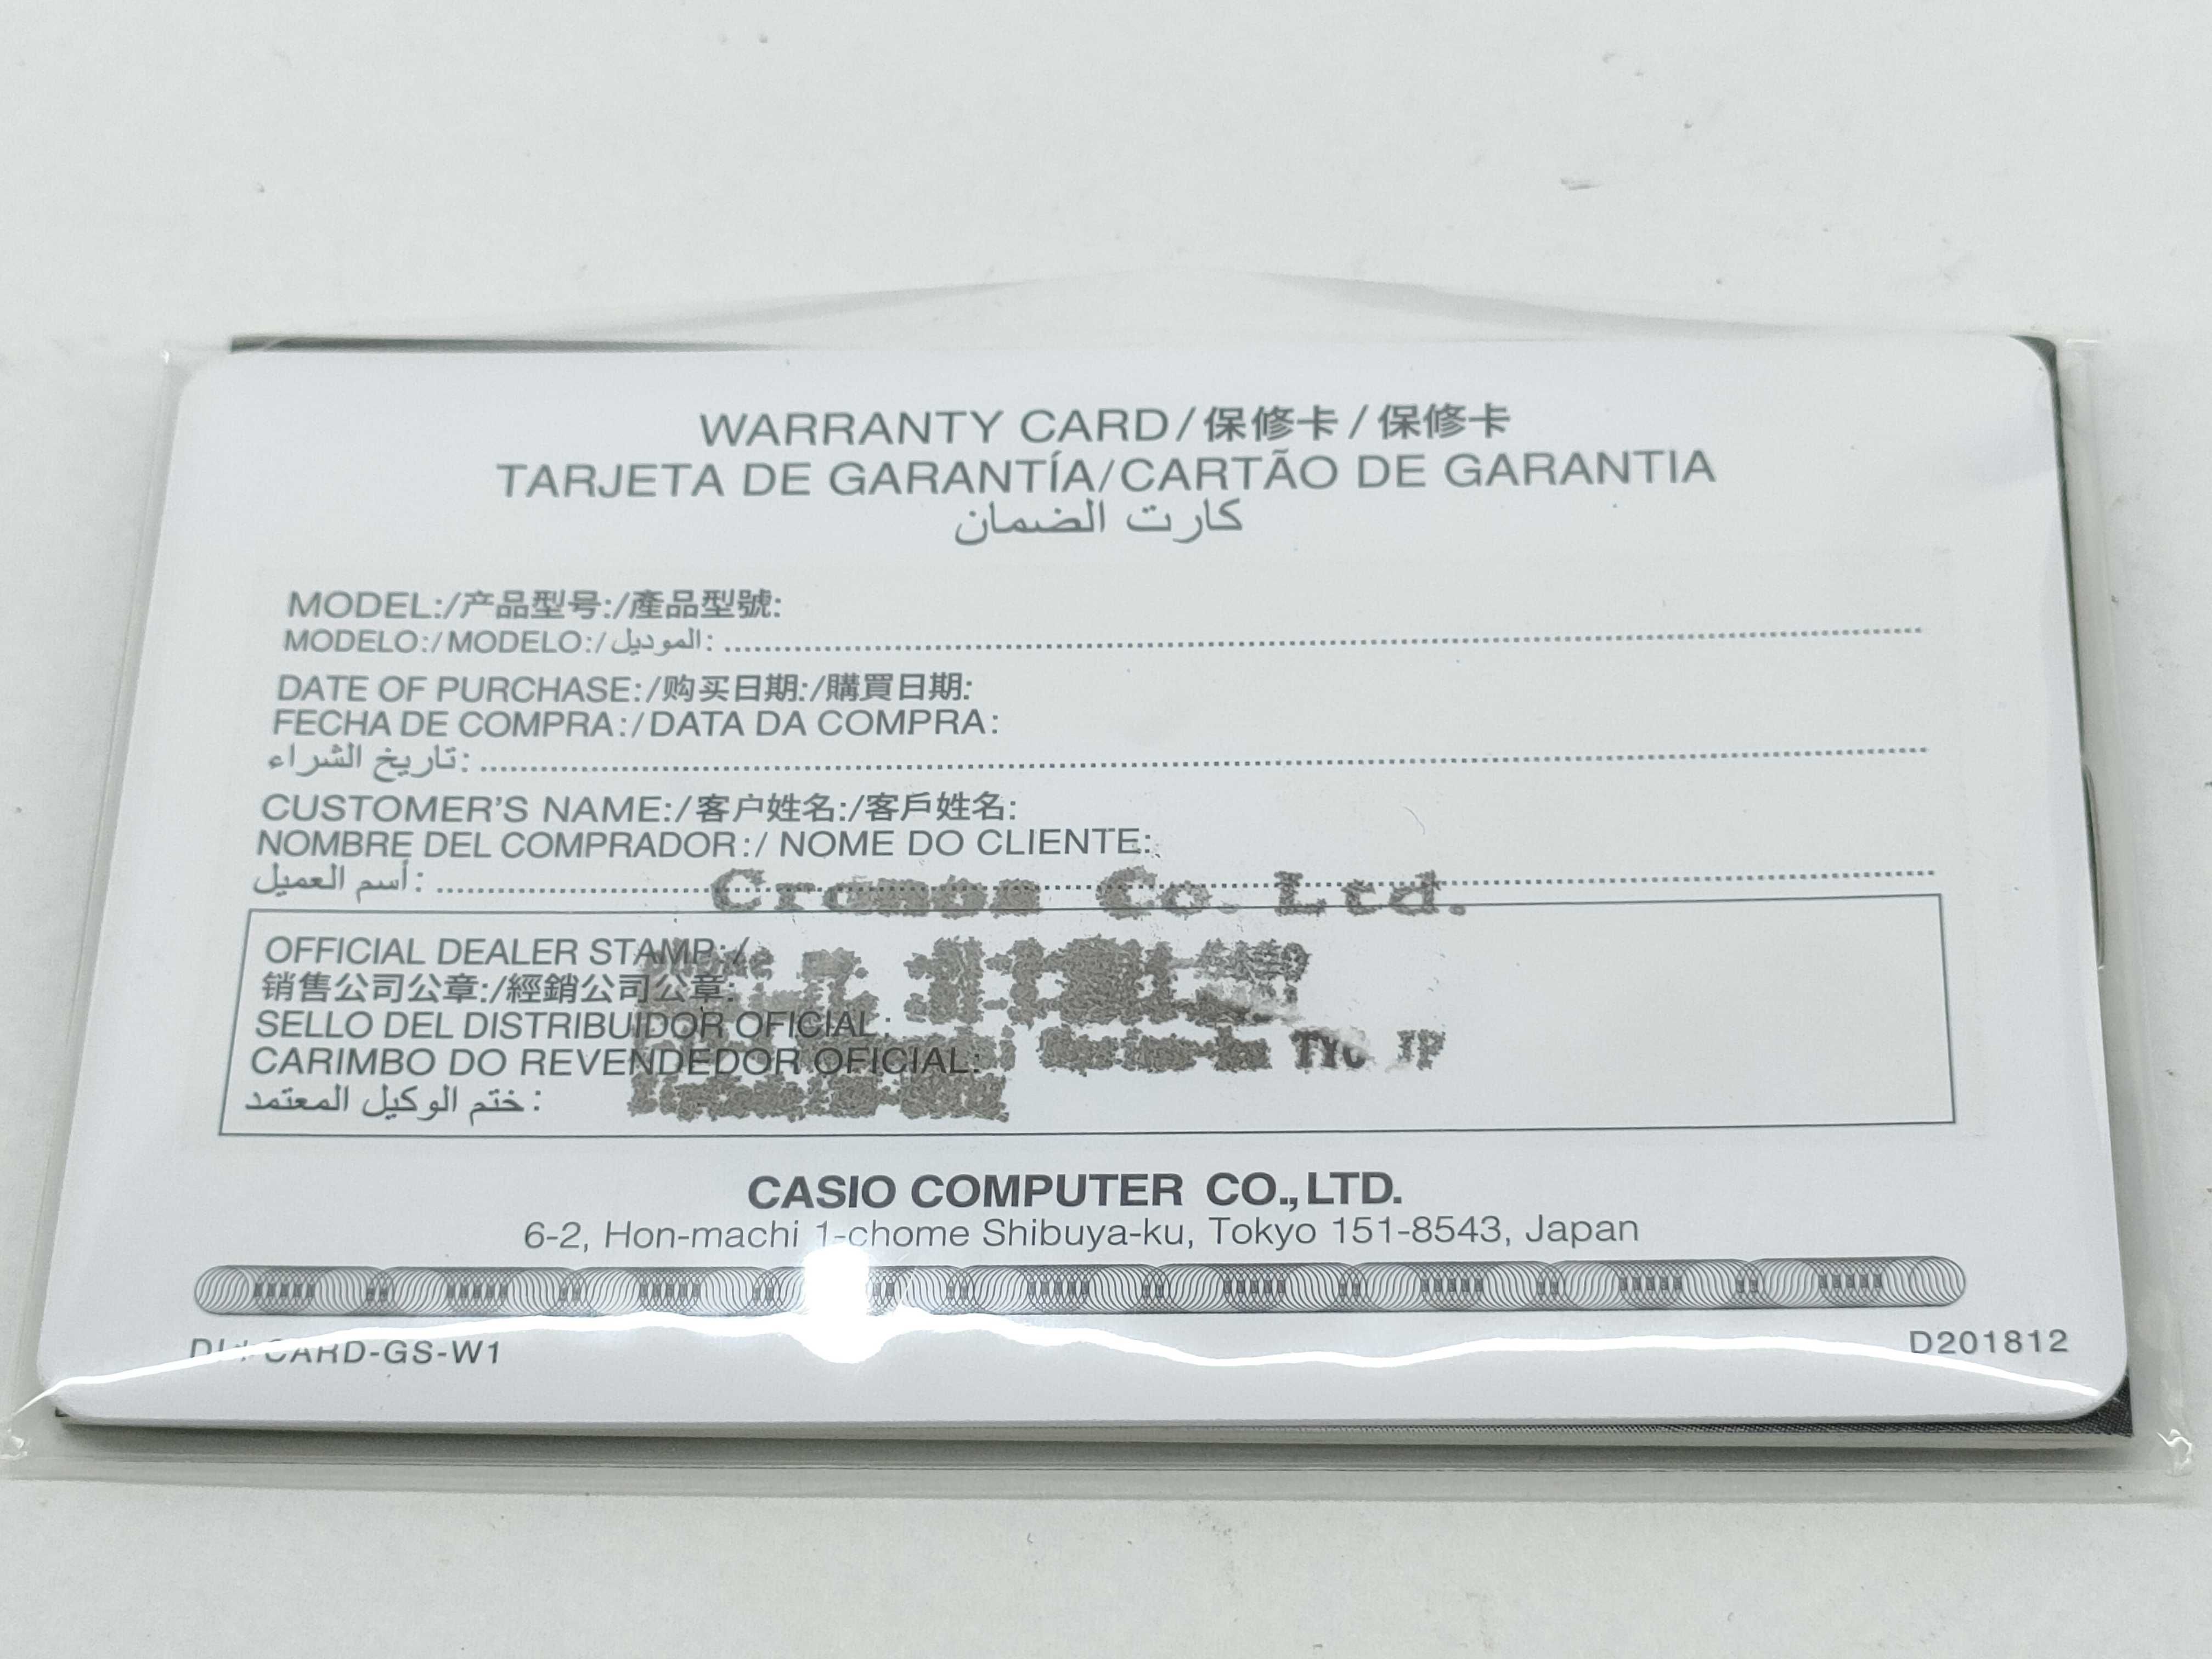 WARRANTY CARD/保修卡/保修卡
TARJETA DE GARANTÍA/CARTÃO DE GARANTIA
كارت الضمان
MODEL:/产品型号:/產品型號:
MODELO:/MODELO:/الموديل:
DATE OF PURCHASE:/购买日期:/購買日期:
FECHA DE COMPRA:/DATA DA COMPRA:
تاريخ الشراء:
CUSTOMER'S NAME:/客户姓名:/客戶姓名:
NOMBRE DEL COMPRADOR:/ NOME DO CLIENTE:
أسم العميل:
Co. Ltd.
OFFICIAL DEALER STAMP:/
销售公司公章:/經銷公司公章:
SELLO DEL DISTRIBUIDOR OFICIAL:
CARIMBO DO REVENDEDOR OFICIAL:
TYO JP
ختم الوكيل المعتمد:
CASIO COMPUTER CO., LTD.
6-2, Hon-machi 1-chome Shibuya-ku, Tokyo 151-8543, Japan
CARD-GS-W1
D201812